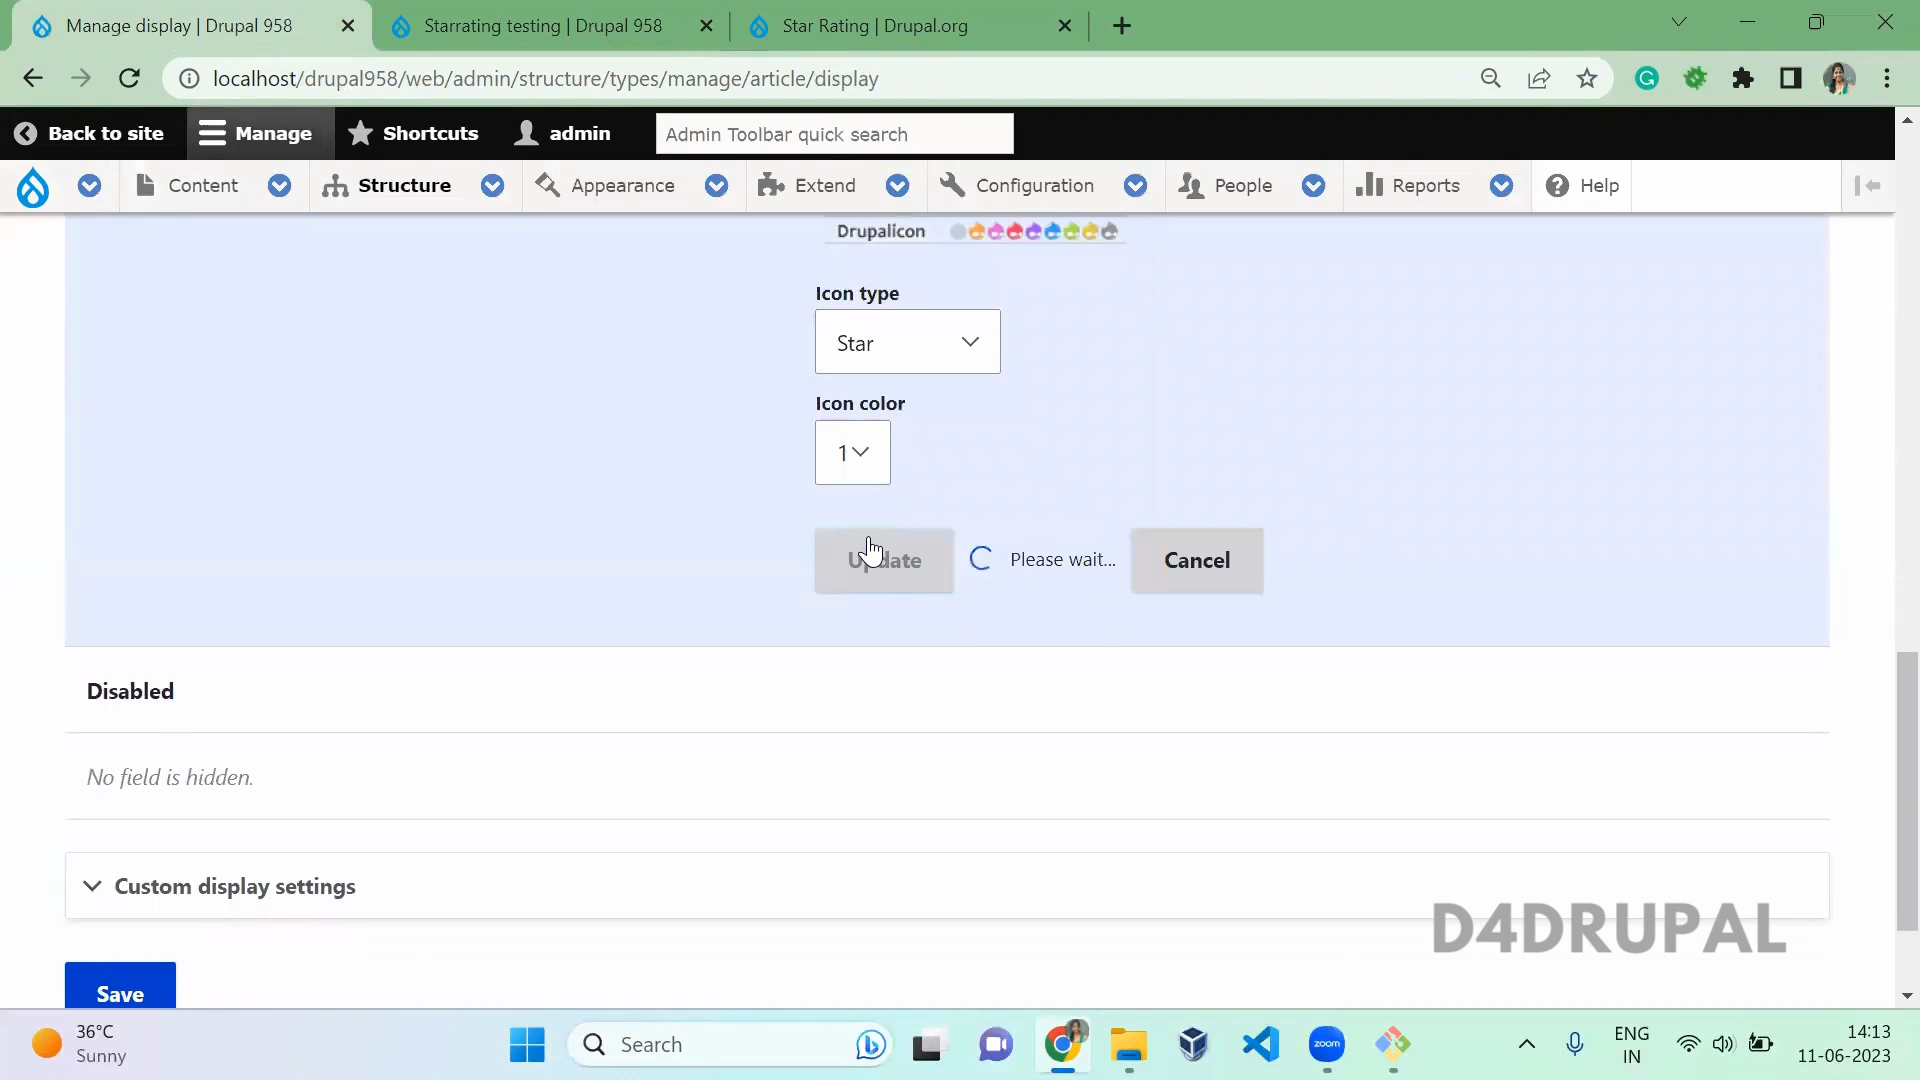 Manage display | Drupal 958
Starrating testing | Drupal 958
Star Rating | Drupal.org
localhost/drupal958/web/admin/structure/types/manage/article/display
Back to site
Manage
Shortcuts
admin
Admin Toolbar quick search
Content
Structure
Appearance
Extend
Configuration
People
Reports
Help
Drupalicon
Icon type
Star
Icon color
1
Update
Please wait...
Cancel
Disabled
No field is hidden.
Custom display settings
D4DRUPAL
Save
36°C
Sunny
Search
zoom
ENG
IN
14:13
11-06-2023